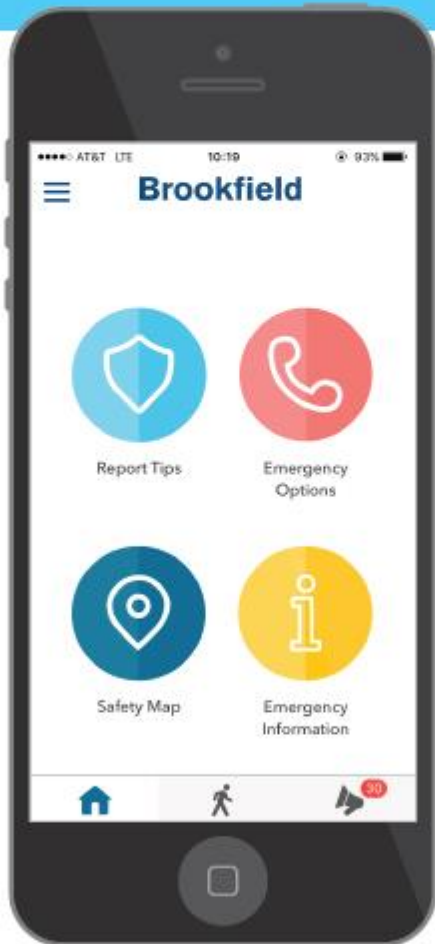 AT&T LTE 10:19 93%
Brookfield
Report Tips
Emergency
Options
Safety Map
Emergency
Information
30